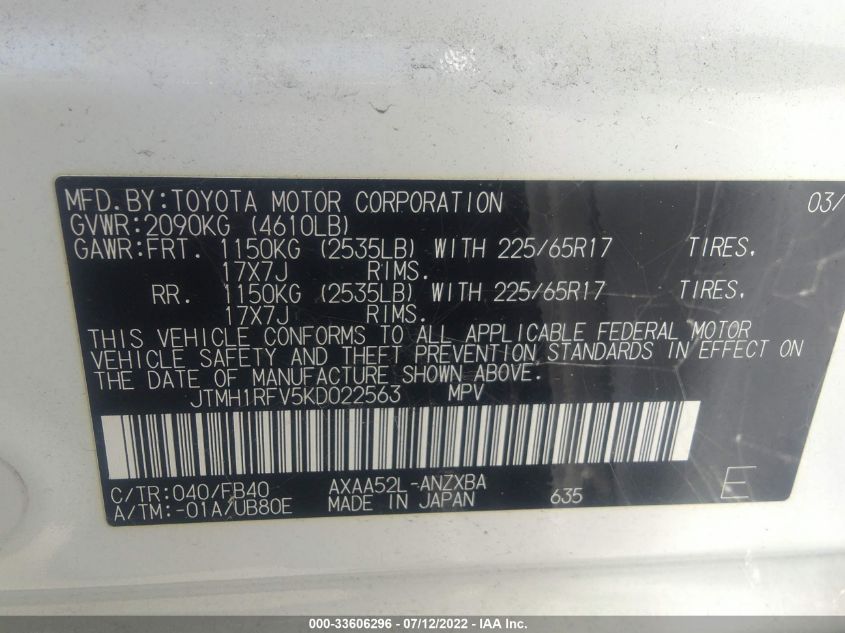 MFD. BY: TOYOTA MOTOR CORPORATION 03/
GVWR: 2090KG (4610LB)
GAWR: FRT. 1150KG (2535LB) WITH 225/65R17 TIRES,
17X7J RIMS.
RR. 1150KG (2535LB) WITH 225/65R17 TIRES,
17X7J RIMS.
THIS VEHICLE CONFORMS TO ALL APPLICABLE FEDERAL MOTOR
VEHICLE SAFETY AND THEFT PREVENTION STANDARDS IN EFFECT ON
THE DATE OF MANUFACTURE SHOWN ABOVE.
JTMH1RFV5KD022563 MPV
C/TR: 040/FB40 AXAA52L-ANZXBA
A/TM: -01A/UB80E MADE IN JAPAN 635 E
000-33606296 - 07/12/2022 - IAA Inc.